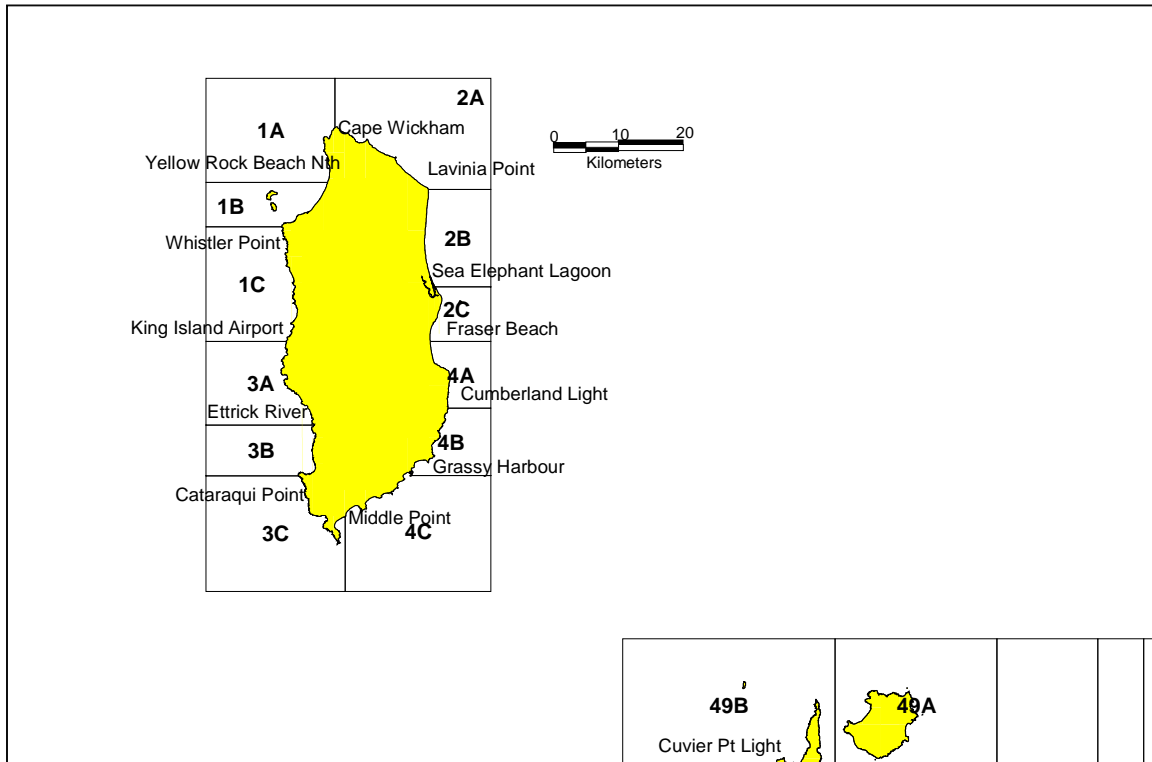 2A
1A
Cape Wickham
0 10 20
Kilometers
Yellow Rock Beach Nth
Lavinia Point
1B
Whistler Point
2B
Sea Elephant Lagoon
1C
2C
King Island Airport
Fraser Beach
3A
4A
Cumberland Light
Ettrick River
3B
4B
Grassy Harbour
Cataraqui Point
Middle Point
3C
4C
49B
49A
Cuvier Pt Light